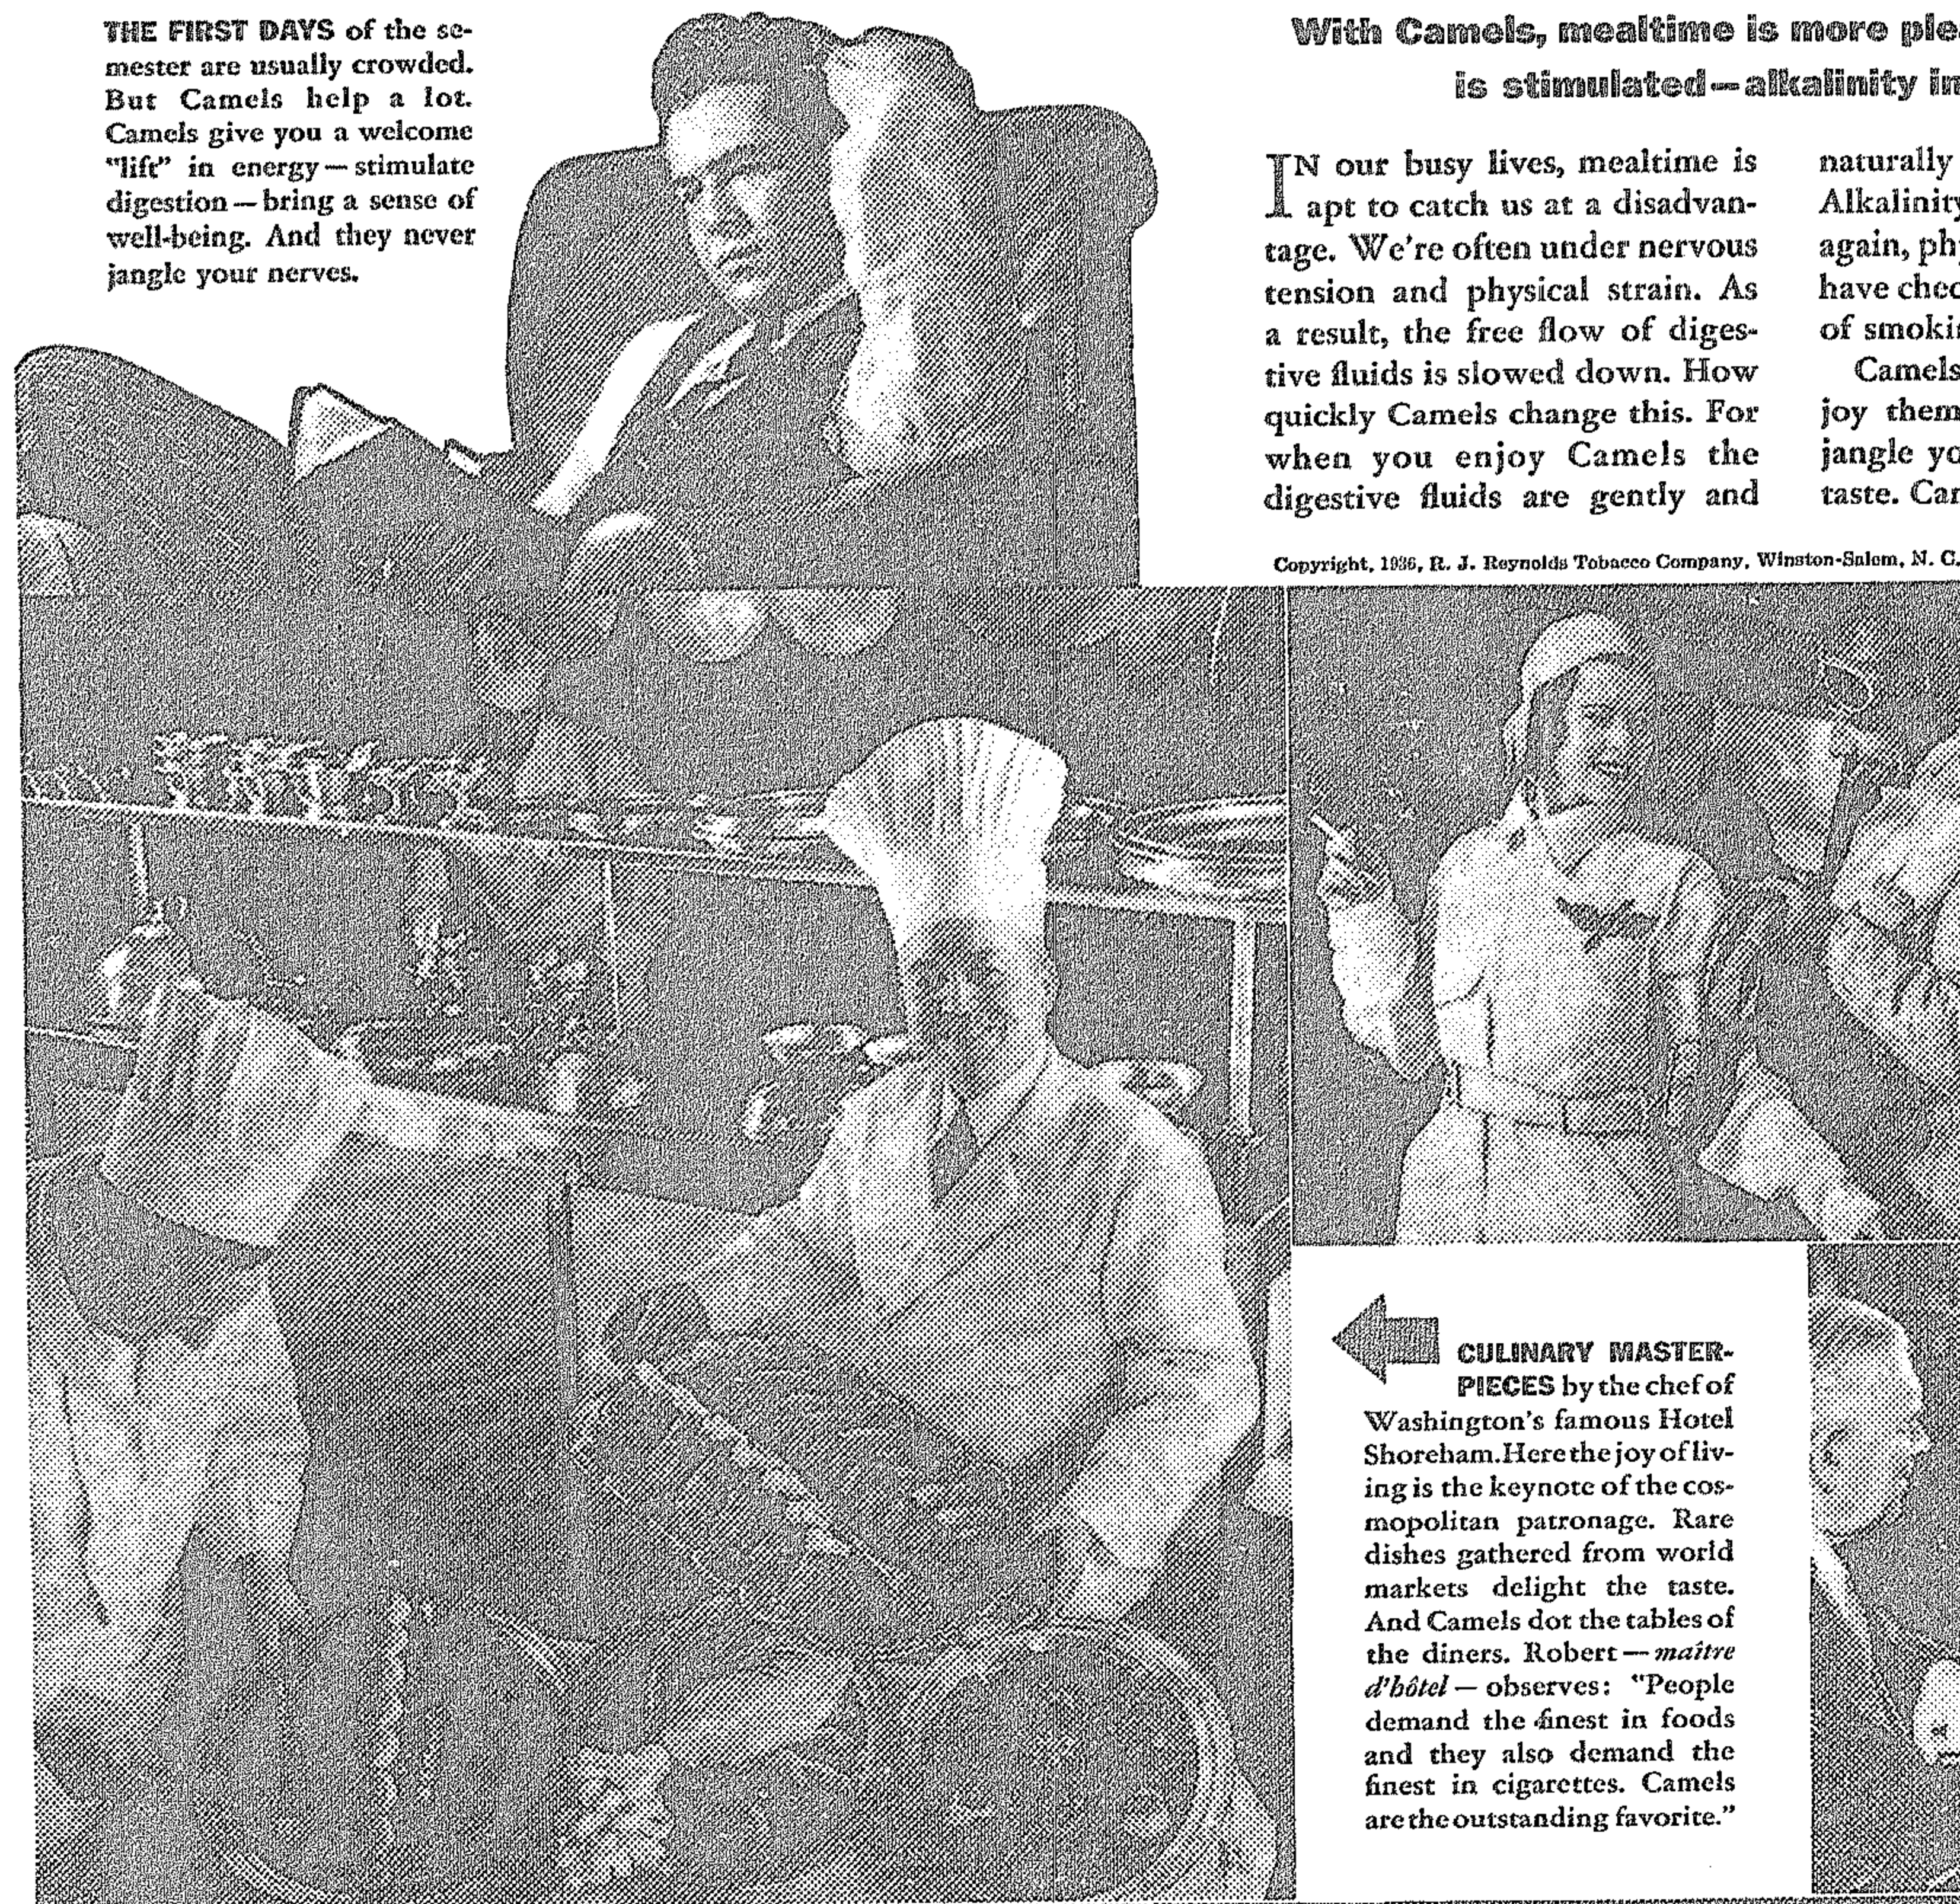 THE FIRST DAYS of the se-
mester are usually crowded.
But Camels help a lot.
Camels give you a welcome
"lift" in energy — stimulate
digestion — bring a sense of
well-being. And they never
jangle your nerves.
With Camels, mealtime is more
is stimulated — alkalinity
IN our busy lives, mealtime is
apt to catch us at a disadvan-
tage. We're often under nervous
tension and physical strain. As
a result, the free flow of diges-
tive fluids is slowed down. How
quickly Camels change this. For
when you enjoy Camels the
digestive fluids are gently and
naturally
Alkalinity
again,
have
of
Camels
joy them
jangle
taste.
Copyright, 1936, R. J. Reynolds Tobacco Company, Winston-Salem, N. C.
CULINARY MASTER-
PIECES by the chef of
Washington's famous Hotel
Shoreham. Here the joy of liv-
ing is the keynote of the cos-
mopolitan patronage. Rare
dishes gathered from world
markets delight the taste.
And Camels dot the tables of
the diners. Robert — maître
d'hôtel — observes: "People
demand the finest in foods
and they also demand the
finest in cigarettes. Camels
are the outstanding favorite."